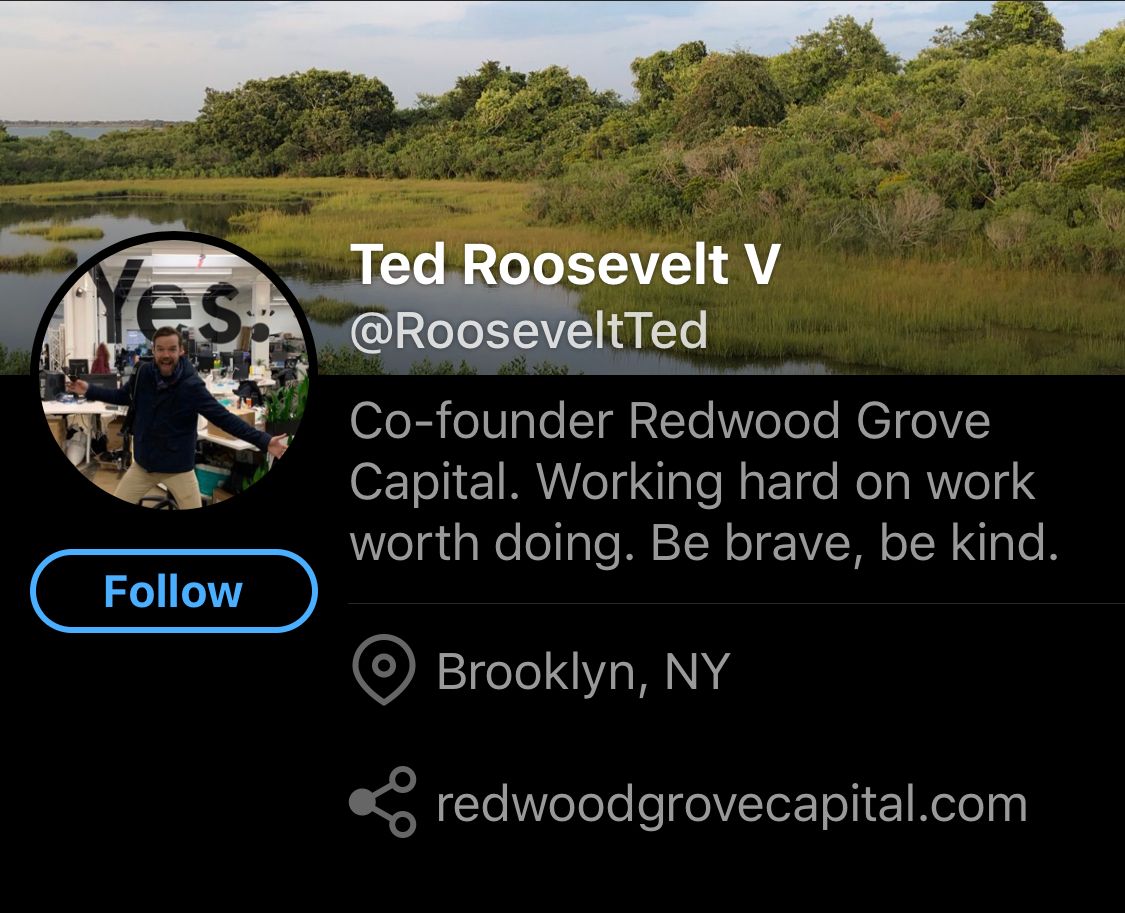 Yes.
Ted Roosevelt V
@RooseveltTed
Co-founder Redwood Grove
Capital. Working hard on work
worth doing. Be brave, be kind.
Follow
Brooklyn, NY
redwoodgrovecapital.com